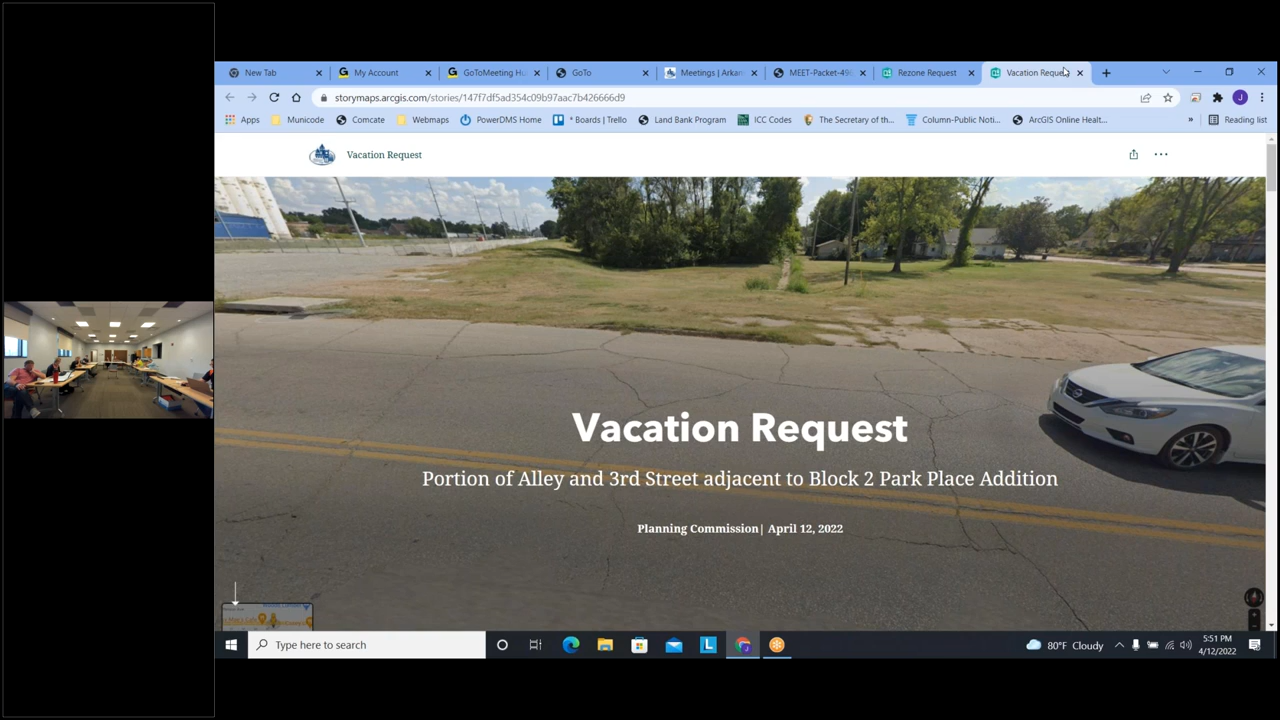 New Tab
My Account
GoToMeeting Hu
GoTo
Meetings | Arkan
MEET-Packet-49
Rezone Request
Vacation Reque
storymaps.arcgis.com/stories/147f7df5ad354c09b97aac7b426666d9
Apps
Municode
Comcate
Webmaps
PowerDMS Home
* Boards | Trello
Land Bank Program
ICC Codes
The Secretary of th...
Column-Public Noti...
ArcGIS Online Healt...
»
Reading list
Vacation Request
Vacation Request
Portion of Alley and 3rd Street adjacent to Block 2 Park Place Addition
Planning Commission| April 12, 2022
Type here to search
80°F Cloudy
5:51 PM
4/12/2022